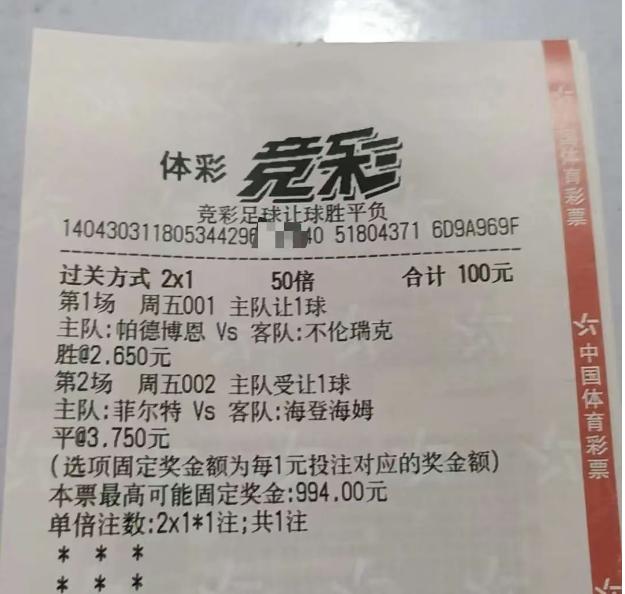 体彩 竞彩
竞彩足球让球胜平负
140430311805344296 40 51804371 6D9A969F
过关方式 2x1 50倍 合计 100元
第1场 周五001 主队让1球
主队:帕德博恩 Vs 客队:不伦瑞克
胜@2.650元
第2场 周五002 主队受让1球
主队:菲尔特 Vs 客队:海登海姆
平@3.750元
(选项固定奖金额为每1元投注对应的奖金额)
本票最高可能固定奖金:994.00元
单倍注数:2x1*1注;共1注
* * *
* * *
中国体育彩票
国体育彩票